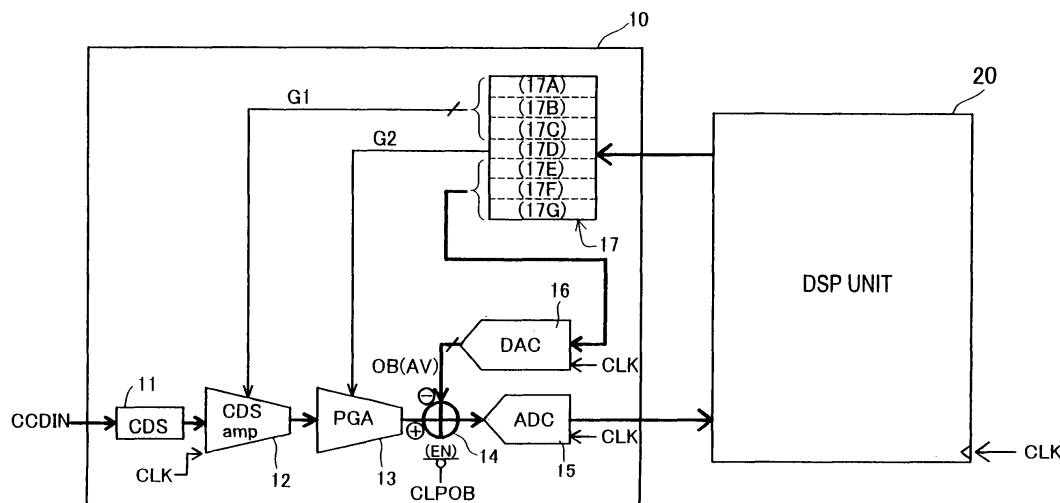 10
20
(17A)
(17B)
(17C)
(17D)
(17E)
(17F)
(17G)
G1
G2
17
DSP UNIT
16
DAC
OB(AV)
CLK
11
CCDIN
CDS
CDS
amp
PGA
ADC
CLK
CLK
12
13
14
15
(EN)
CLK
CLPOB